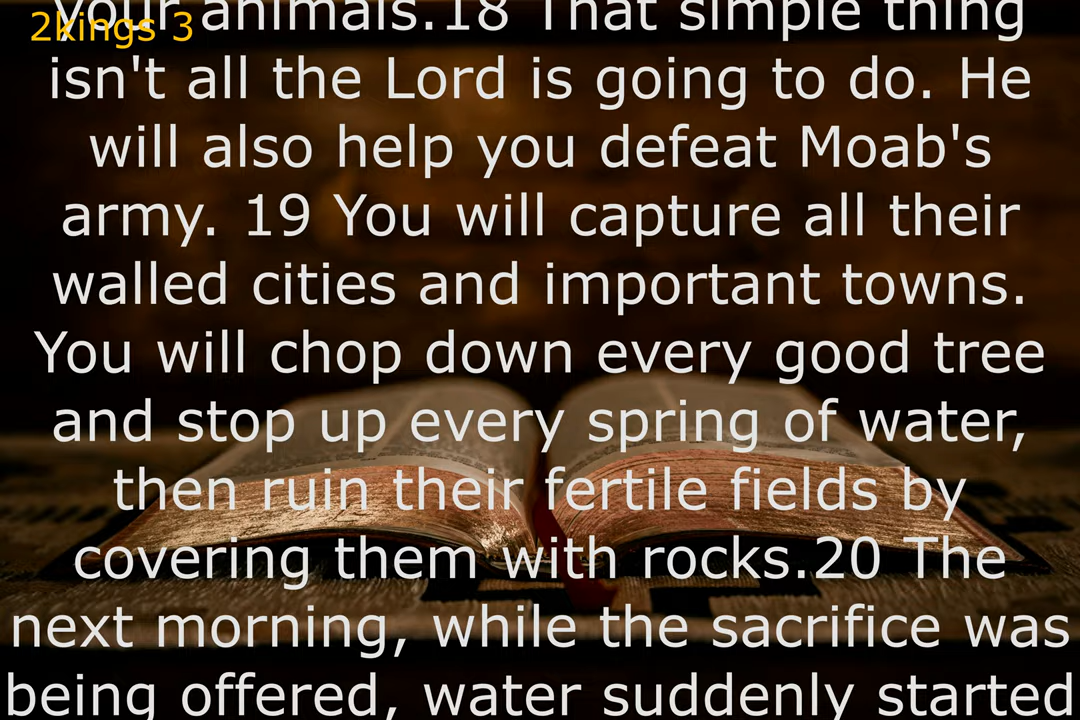 your animals.18 That simple thing
2kings 3
isn't all the Lord is going to do. He
will also help you defeat Moab's
army. 19 You will capture all their
walled cities and important towns.
You will chop down every good tree
and stop up every spring of water,
then ruin their fertile fields by
covering them with rocks.20 The
next morning, while the sacrifice was
being offered, water suddenly started